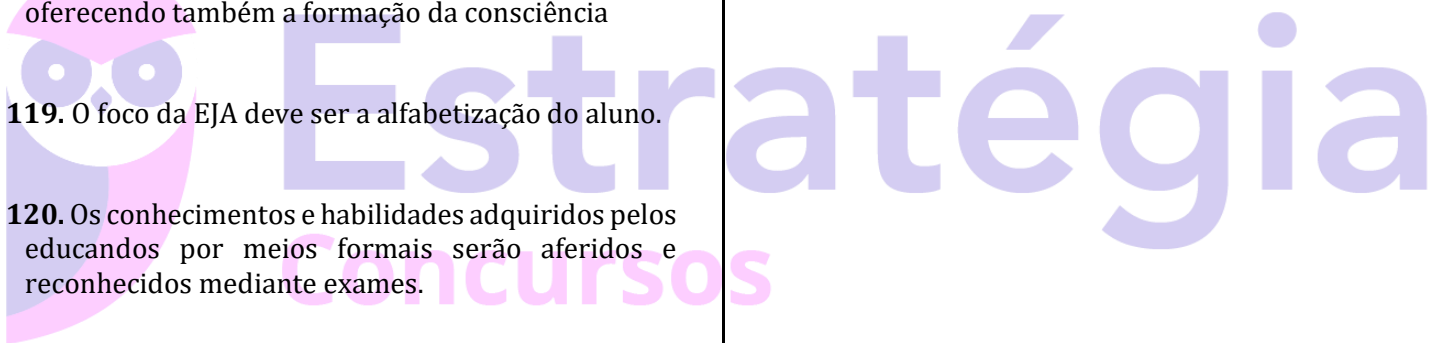 oferecendo também a formação da consciência
119. O foco da EJA deve ser a alfabetização do aluno.
120. Os conhecimentos e habilidades adquiridos pelos
educandos por meios formais serão aferidos e
reconhecidos mediante exames.
Estratégia
Concursos